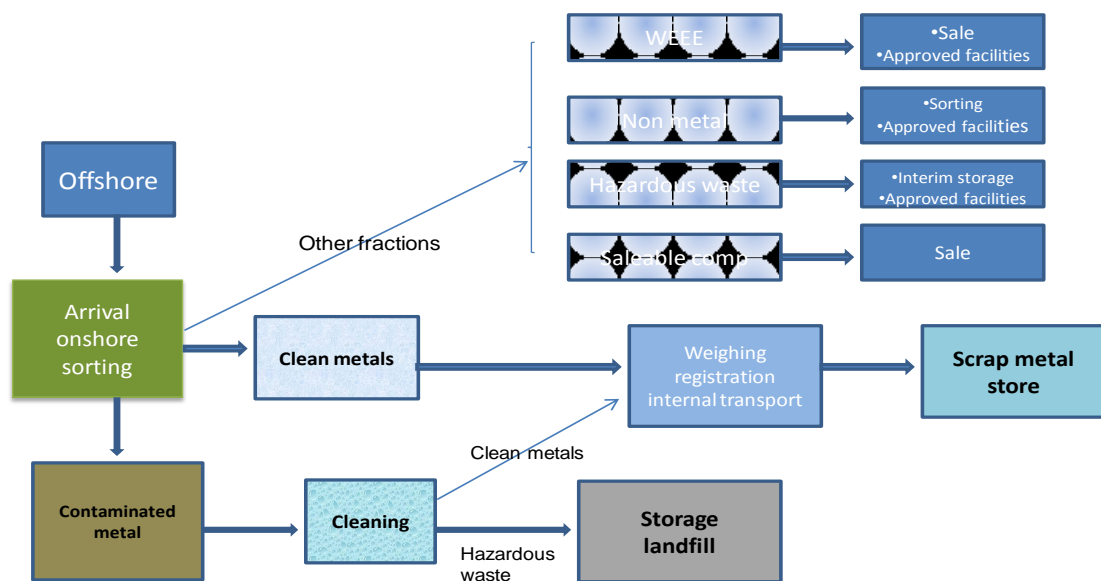 WEEE
•Sale
•Approved facilities
Non metal
•Sorting
•Approved facilities
Offshore
Hazardous waste
•Interim storage
•Approved facilities
Other fractions
Saleable comp
Sale
Arrival
onshore
sorting
Clean metals
Weighing
registration
internal transport
Scrap metal
store
Clean metals
Contaminated
metal
Cleaning
Storage
landfill
Hazardous
waste